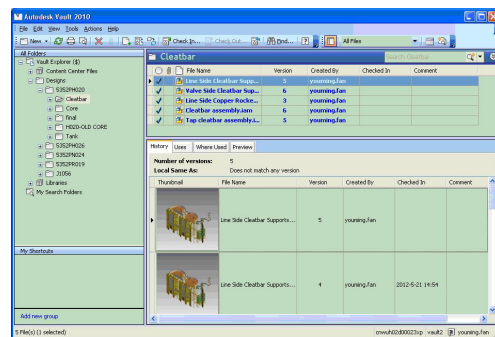 Autodesk Vault 2010
File Edit View Tools Actions Help
New Check In... Check Out... Find... All Files
All Folders
Vault Explorer ($)
Content Center Files
Designs
5352PH020
Cleatbar
Core
final
H020-OLD CORE
Tank
5352PH026
5352PN024
5352PR019
J1056
Libraries
My Search Folders
My Shortcuts
Add new group
Cleatbar
Search Cleatbar
File Name Version Created By Checked In Comment
Line Side Cleatbar Supp... 5 youming.fan
Valve Side Cleatbar Sup... 6 youming.fan
Line Side Copper Rocke... 3 youming.fan
Cleatbar assembly.iam 6 youming.fan
Tap cleatbar assembly.i... 5 youming.fan
History Uses Where Used Preview
Number of versions: 5
Local Same As: Does not match any version
Thumbnail File Name Version Created By Checked In Comment
Line Side Cleatbar Supports... 5 youming.fan
Line Side Cleatbar Supports... 4 youming.fan 2012-5-21 14:54
5 File(s) (1 selected) cnwuh02d00023xp vault2 youming.fan